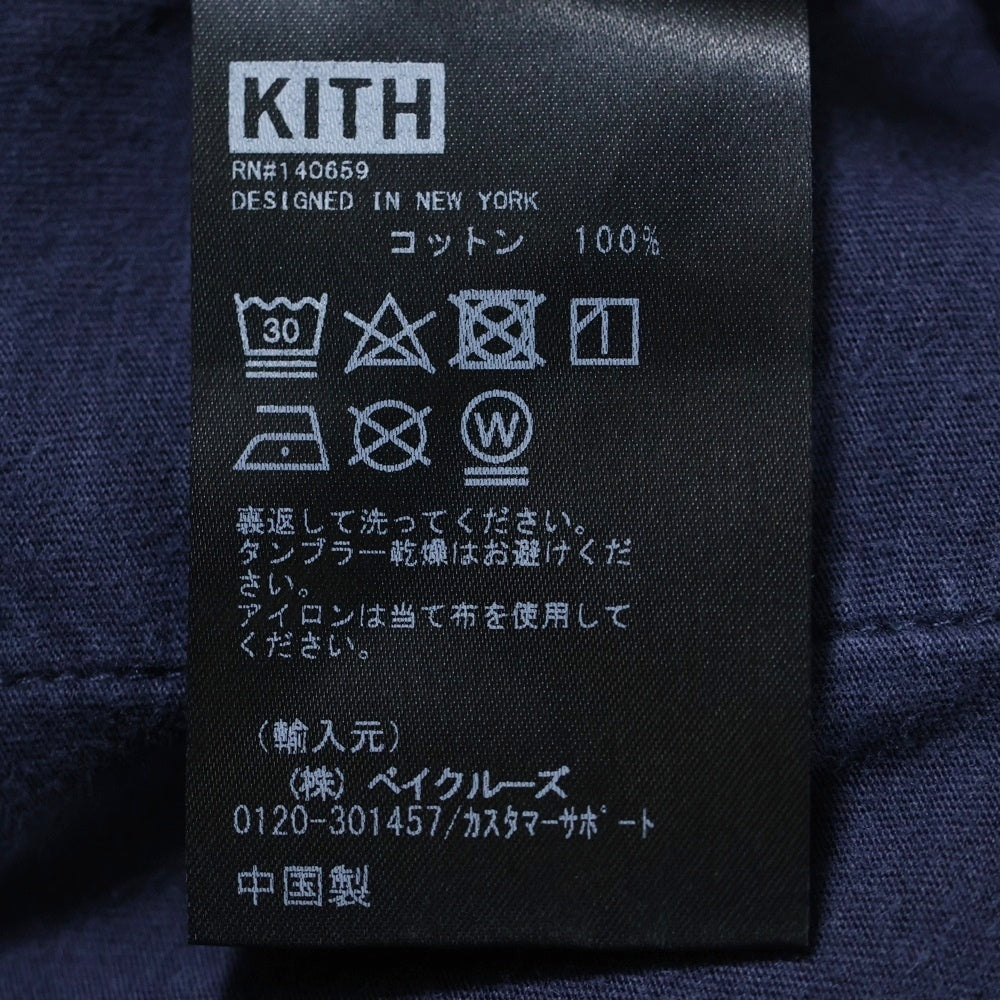 KITH
RN#140659
DESIGNED IN NEW YORK
コットン 100%
30
W
裏返して洗ってください。
タンブラー乾燥はお避けくだ
さい。
アイロンは当て布を使用して
ください。
(輸入元)
(株) ベイクルーズ
0120-301457/カスタマーサポート
中国製